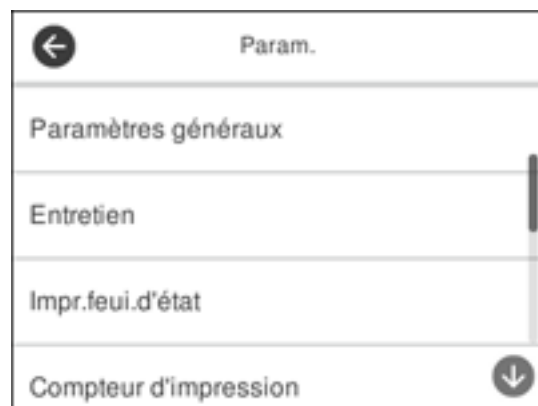 Param.
Paramètres généraux
Entretien
Impr.feui.d'état
Compteur d'impression